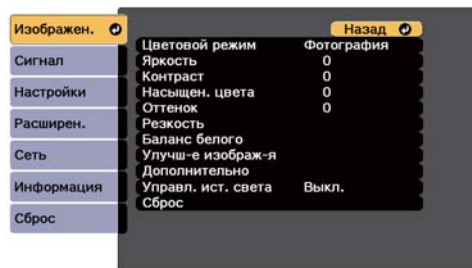 Изображен.
Сигнал
Настройки
Расширен.
Сеть
Информация
Сброс
Назад
Цветовой режим Фотография
Яркость 0
Контраст 0
Насыщен. цвета 0
Оттенок 0
Резкость
Баланс белого
Улучш-е изображ-я
Дополнительно
Управл. ист. света Выкл.
Сброс